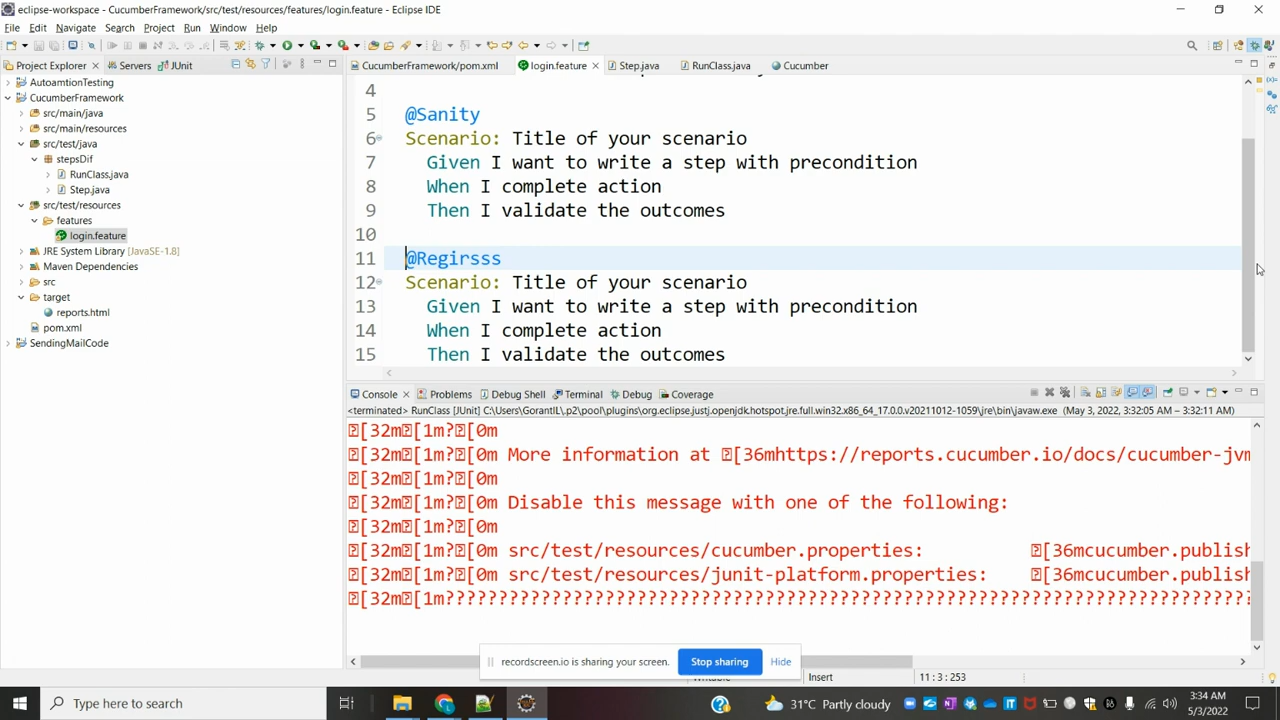 eclipse-workspace - CucumberFramework/src/test/resources/features/login.feature - Eclipse IDE
File Edit Navigate Search Project Run Window Help
Project Explorer Servers JUnit
CucumberFramework/pom.xml login.feature Step.java RunClass.java Cucumber
AutoamtionTesting
CucumberFramework
src/main/java
src/main/resources
src/test/java
stepsDif
RunClass.java
Step.java
src/test/resources
features
login.feature
JRE System Library [JavaSE-1.8]
Maven Dependencies
src
target
reports.html
pom.xml
SendingMailCode
4
5 @Sanity
6 Scenario: Title of your scenario
7 Given I want to write a step with precondition
8 When I complete action
9 Then I validate the outcomes
10
11 @Regirsss
12 Scenario: Title of your scenario
13 Given I want to write a step with precondition
14 When I complete action
15 Then I validate the outcomes
Console Problems Debug Shell Terminal Debug Coverage
<terminated> RunClass [JUnit] C:\Users\GorantlL\.p2\pool\plugins\org.eclipse.justj.openjdk.hotspot.jre.full.win32.x86_64_17.0.0.v20211012-1059\jre\bin\javaw.exe (May 3, 2022, 3:32:05 AM – 3:32:11 AM)
[32m[1m?[0m
[32m[1m?[0m More information at [36mhttps://reports.cucumber.io/docs/cucumber-jvm
[32m[1m?[0m
[32m[1m?[0m Disable this message with one of the following:
[32m[1m?[0m
[32m[1m?[0m src/test/resources/cucumber.properties: [36mcucumber.publish
[32m[1m?[0m src/test/resources/junit-platform.properties: [36mcucumber.publish
[32m[1m???????????????????????????????????????????????????????????????????????????
recordscreen.io is sharing your screen. Stop sharing Hide
Insert 11 : 3 : 253
Type here to search
31°C Partly cloudy
3:34 AM
5/3/2022